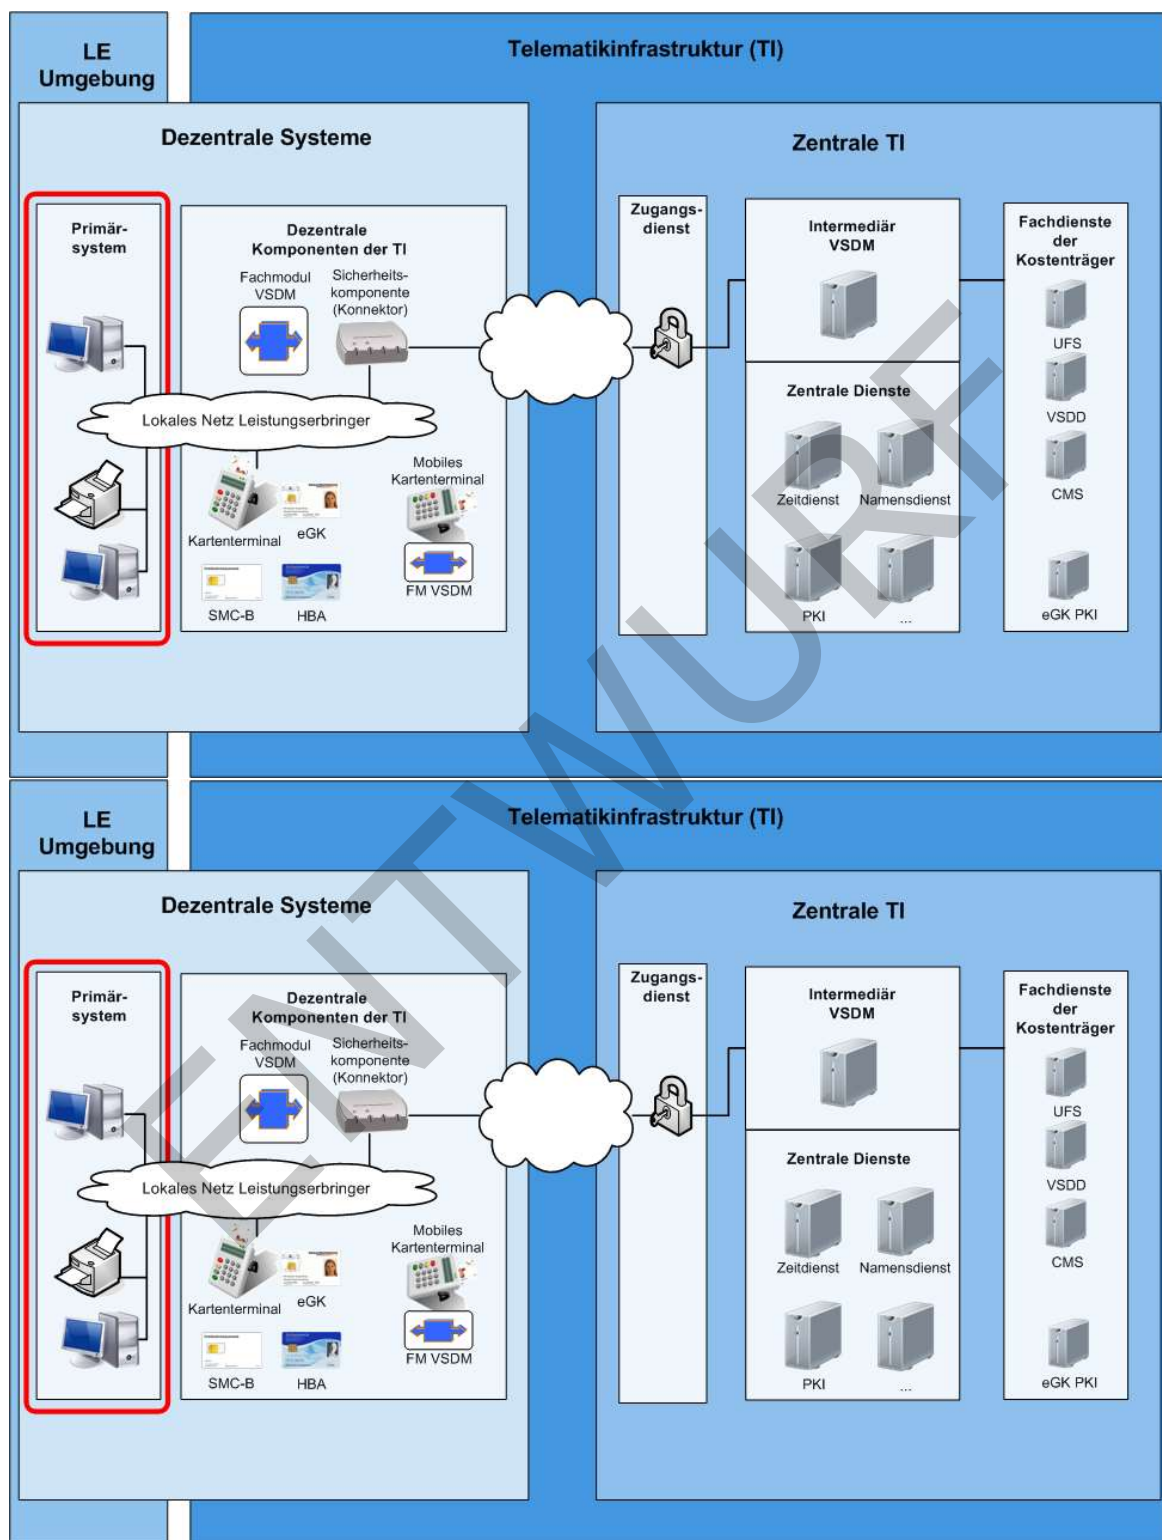 LE
Umgebung
Telematikinfrastruktur (TI)
Dezentrale Systeme
Zentrale TI
Primär-
system
Dezentrale
Komponenten der TI
Fachmodul
VSDM
Sicherheits-
komponente
(Konnektor)
Lokales Netz Leistungserbringer
Kartenterminal
eGK
Mobiles
Kartenterminal
FM VSDM
SMC-B
HBA
Zugangs-
dienst
Intermediär
VSDM
Zentrale Dienste
Zeitdienst
Namensdienst
PKI
...
Fachdienste
der
Kostenträger
UFS
VSDD
CMS
eGK PKI
LE
Umgebung
Telematikinfrastruktur (TI)
Dezentrale Systeme
Zentrale TI
Primär-
system
Dezentrale
Komponenten der TI
Fachmodul
VSDM
Sicherheits-
komponente
(Konnektor)
Lokales Netz Leistungserbringer
Kartenterminal
eGK
Mobiles
Kartenterminal
FM VSDM
SMC-B
HBA
Zugangs-
dienst
Intermediär
VSDM
Zentrale Dienste
Zeitdienst
Namensdienst
PKI
...
Fachdienste
der
Kostenträger
UFS
VSDD
CMS
eGK PKI
ENTWURF